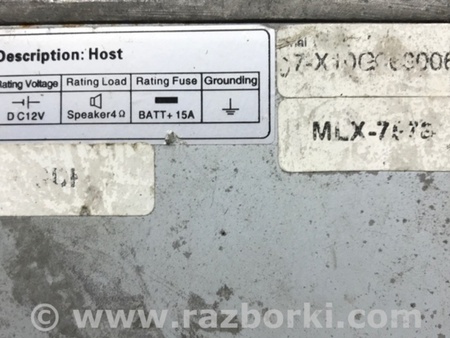 Description: Host
Rating Voltage Rating Load Rating Fuse Grounding
DC12V Speaker4Ω BATT+ 15A
www.razborki.com